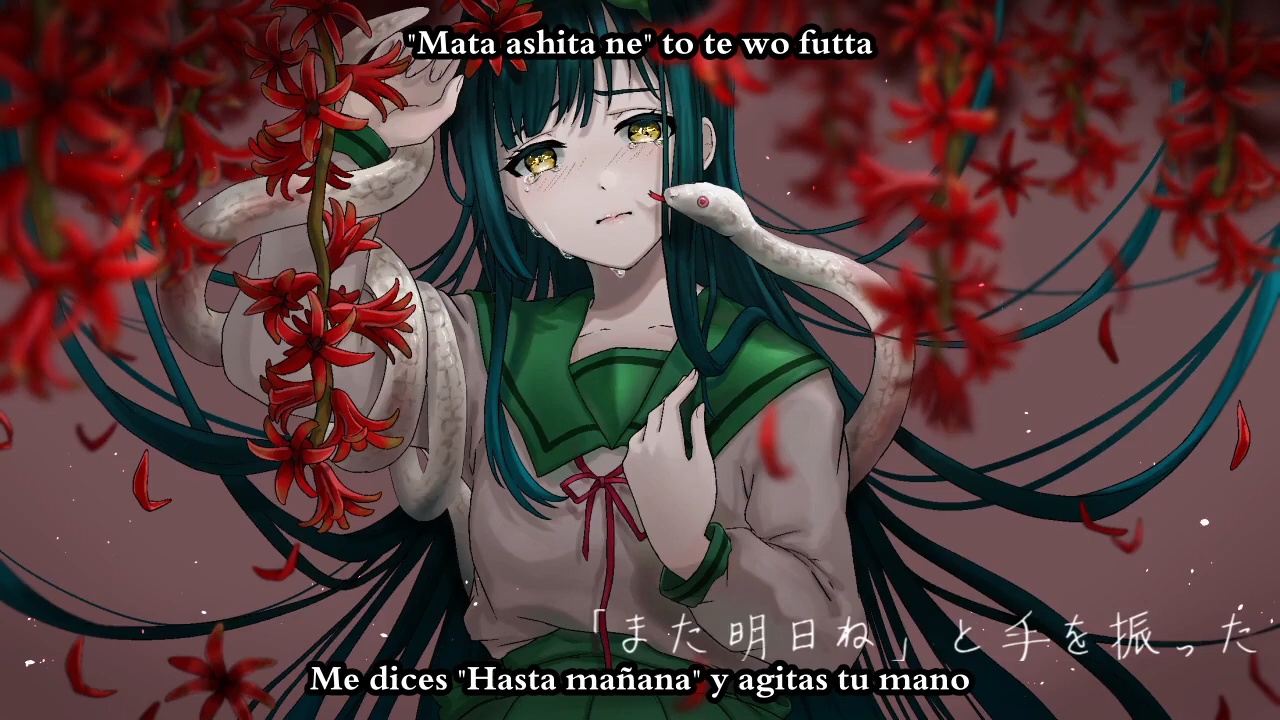 "Mata ashita ne" to te wo futta
「また明日ね」と手を振った
Me dices "Hasta mañana" y agitas tu mano